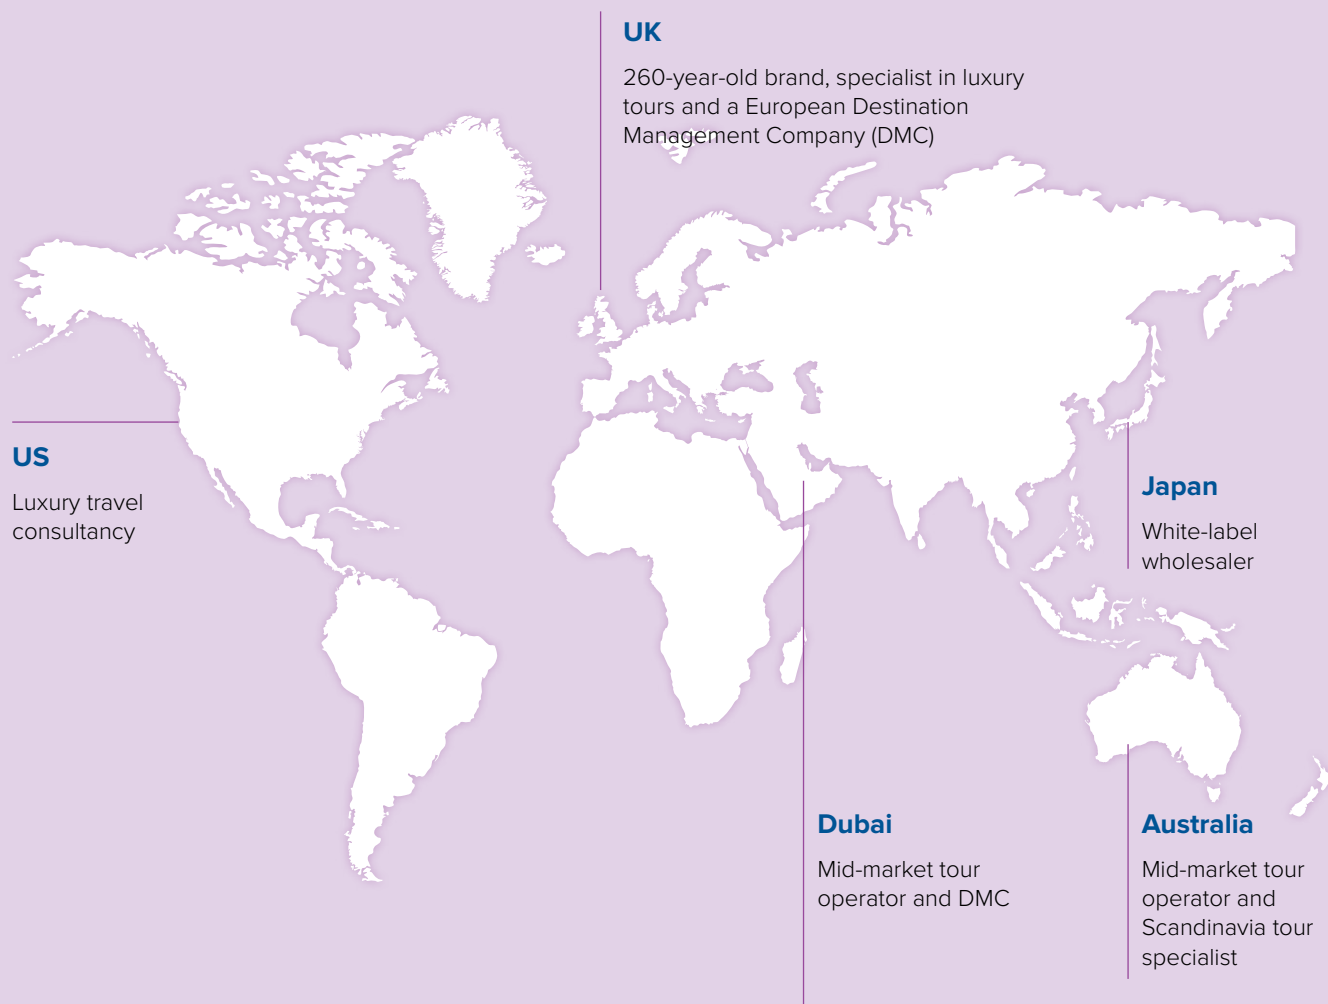 UK
260-year-old brand, specialist in luxury
tours and a European Destination
Management Company (DMC)
US
Luxury travel
consultancy
Japan
White-label
wholesaler
Dubai
Mid-market tour
operator and DMC
Australia
Mid-market tour
operator and
Scandinavia tour
specialist